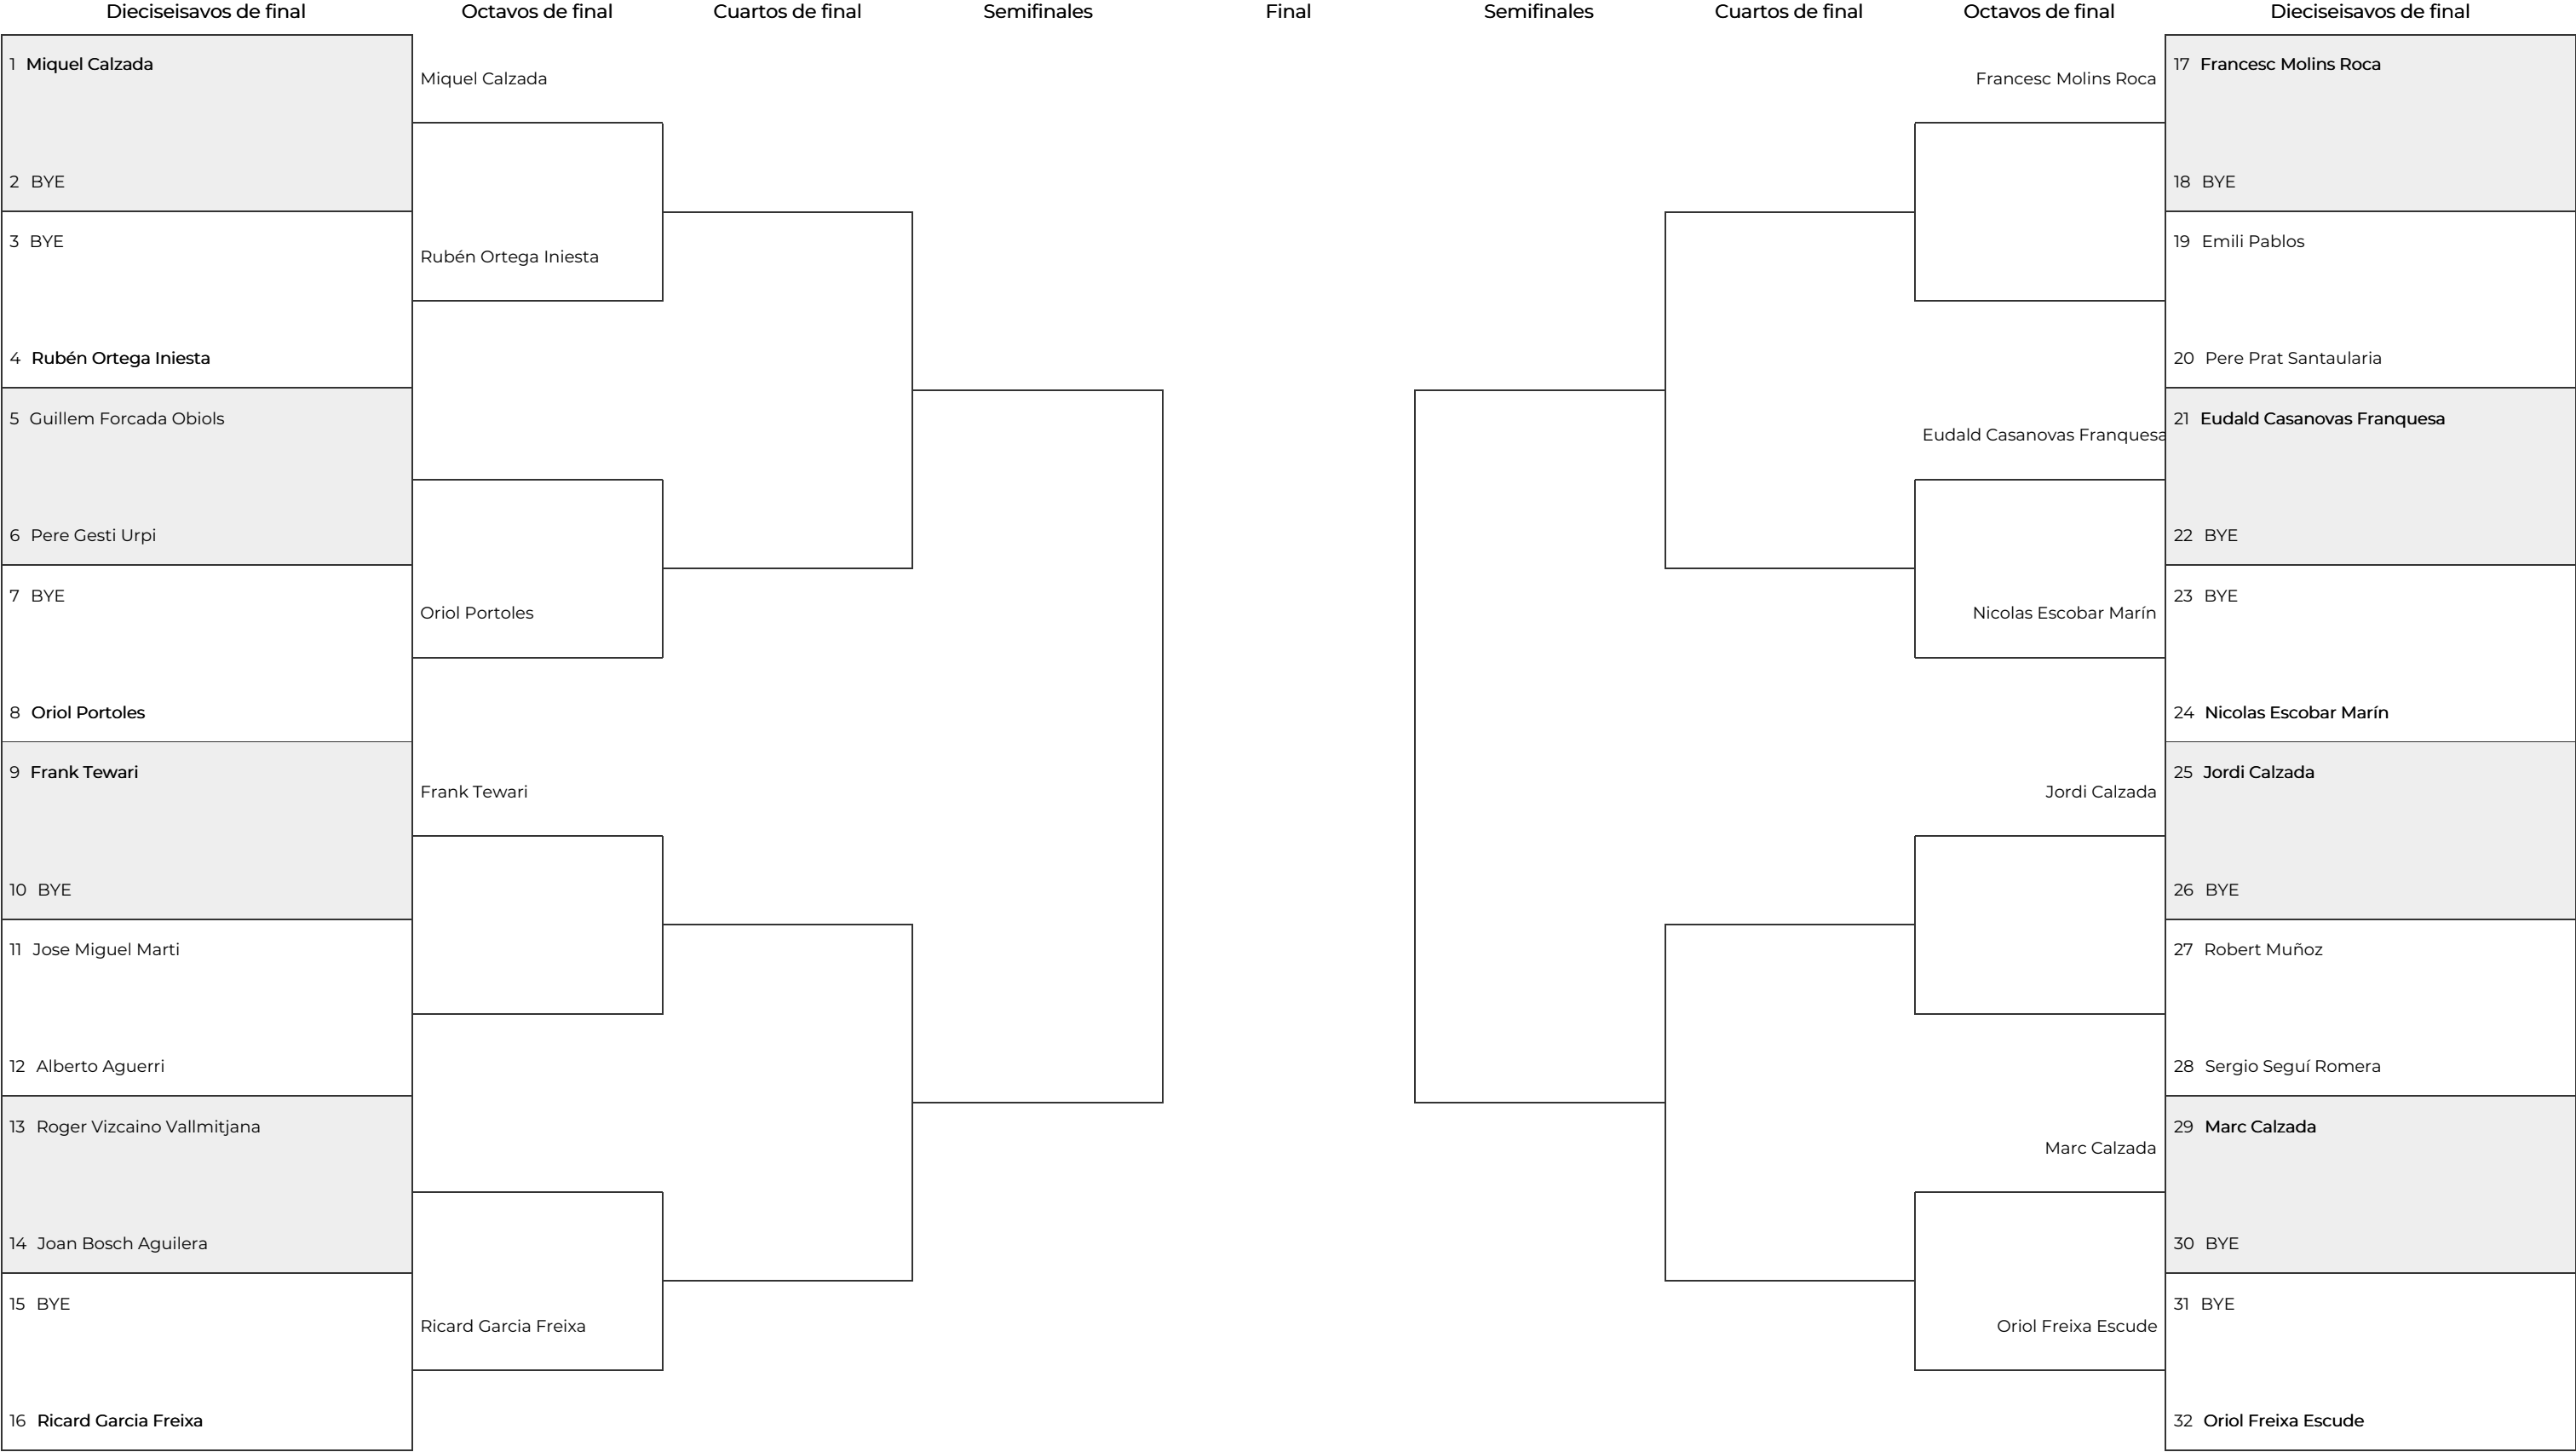 Dieciseisavos de final
Octavos de final
Cuartos de final
Semifinales
Final
Semifinales
Cuartos de final
Octavos de final
Dieciseisavos de final
1 Miquel Calzada
2 BYE
3 BYE
4 Rubén Ortega Iniesta
5 Guillem Forcada Obiols
6 Pere Gesti Urpi
7 BYE
8 Oriol Portoles
9 Frank Tewari
10 BYE
11 Jose Miguel Marti
12 Alberto Aguerri
13 Roger Vizcaino Vallmitjana
14 Joan Bosch Aguilera
15 BYE
16 Ricard Garcia Freixa
Miquel Calzada
Rubén Ortega Iniesta
Oriol Portoles
Frank Tewari
Ricard Garcia Freixa
Francesc Molins Roca
Eudald Casanovas Franquesa
Nicolas Escobar Marín
Jordi Calzada
Marc Calzada
Oriol Freixa Escude
17 Francesc Molins Roca
18 BYE
19 Emili Pablos
20 Pere Prat Santaularia
21 Eudald Casanovas Franquesa
22 BYE
23 BYE
24 Nicolas Escobar Marín
25 Jordi Calzada
26 BYE
27 Robert Muñoz
28 Sergio Seguí Romera
29 Marc Calzada
30 BYE
31 BYE
32 Oriol Freixa Escude